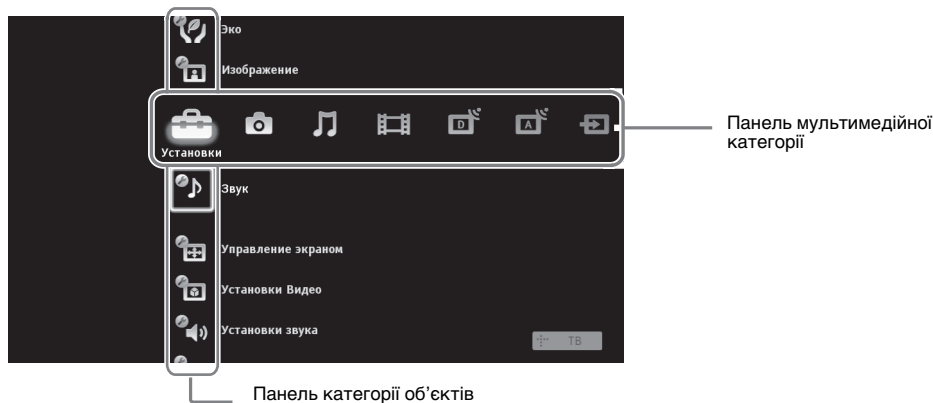 Эко
Изображение
D
A
Установки
Панель мультимедійної
категорії
Звук
Управление экраном
Установки Видео
Установки звука
ТВ
Панель категорії об’єктів